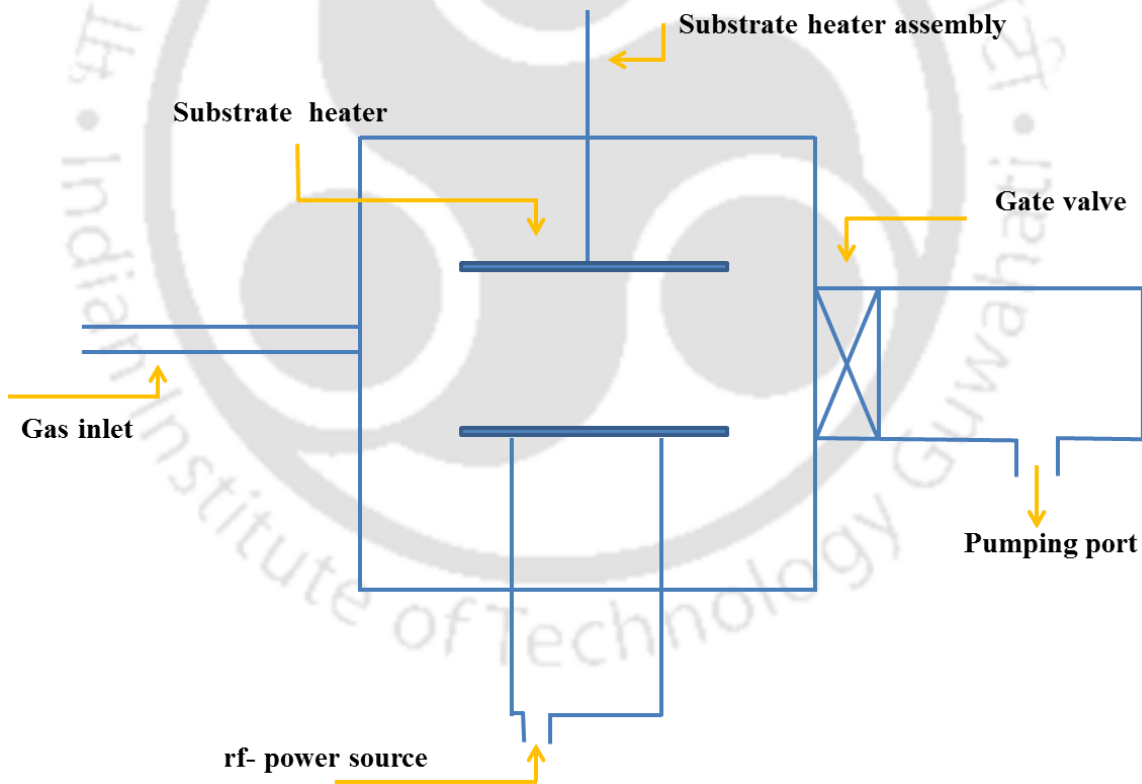 Substrate heater assembly
Substrate heater
Gate valve
Gas inlet
Pumping port
rf- power source
Indian Institute of Technology Guwahati